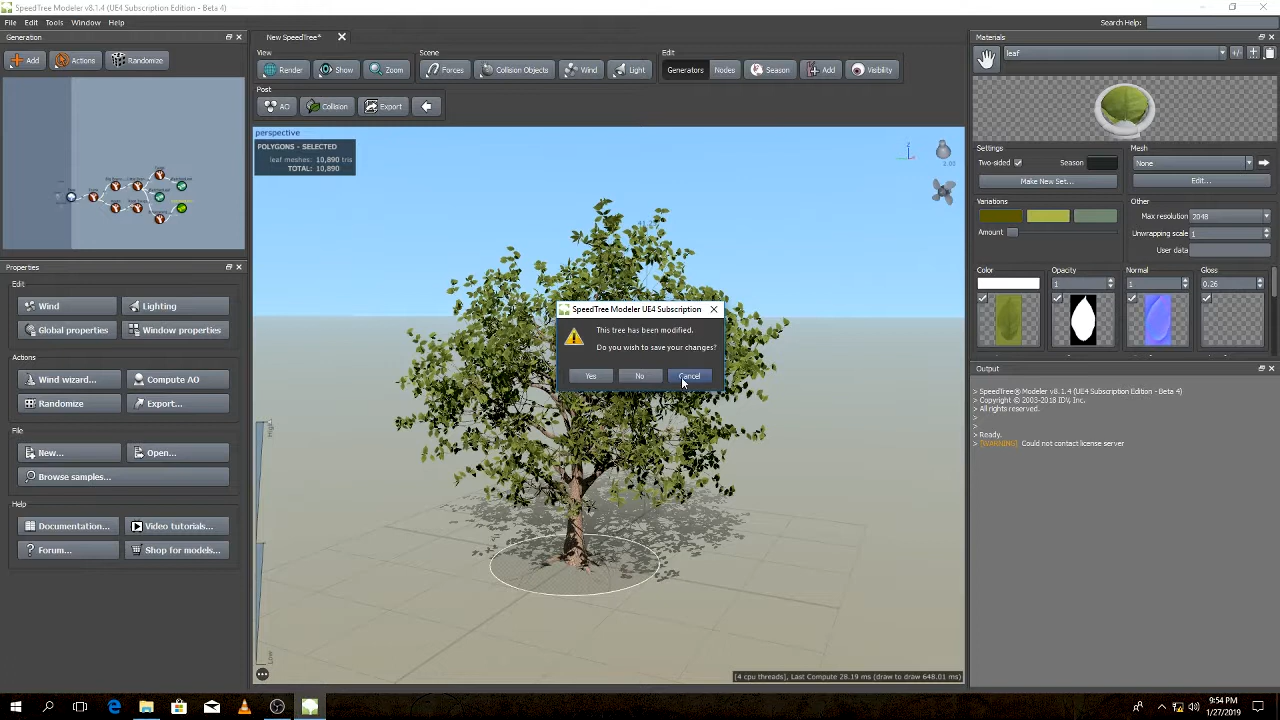 SpeedTree Modeler v8.1.4 (UE4 Subscription Edition - Beta 4)
File Edit Tools Window Help
Search Help:
Generation
Add
Actions
Randomize
New SpeedTree*
View
Scene
Edit
Render
Show
Zoom
Forces
Collision Objects
Wind
Light
Generators
Nodes
Season
Add
Visibility
Post
AO
Collision
Export
perspective
POLYGONS - SELECTED
leaf meshes: 10,890 tris
TOTAL: 10,890
2.00
Properties
Edit
Wind
Lighting
Global properties
Window properties
Actions
Wind wizard...
Compute AO
Randomize
Export...
File
New...
Open...
Browse samples...
Help
Documentation...
Video tutorials...
Forum...
Shop for models...
High
Low
SpeedTree Modeler UE4 Subscription
This tree has been modified.
Do you wish to save your changes?
Yes
No
Cancel
[4 cpu threads], Last Compute 28.19 ms (draw to draw 648.01 ms)
Materials
leaf
Settings
Two-sided
Season
Make New Set...
Mesh
None
Edit...
Variations
Amount
Other
Max resolution 2048
Unwrapping scale 1
User data
Color
Opacity
Normal
Gloss
1
1
0.26
Output
> SpeedTree® Modeler v8.1.4 (UE4 Subscription Edition - Beta 4)
> Copyright © 2003-2018 IDV, Inc.
> All rights reserved.
>
>
> Ready.
> [WARNING] Could not contact license server
9:54 PM
1/27/2019